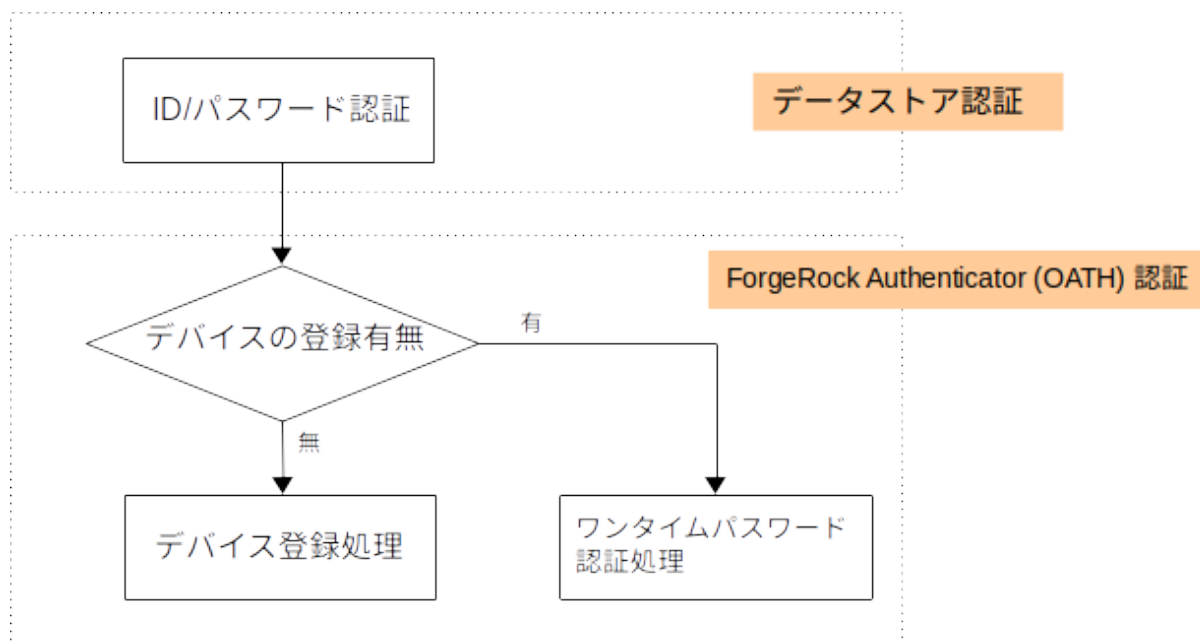 ID/パスワード認証
データストア認証
ForgeRock Authenticator (OATH) 認証
デバイスの登録有無
有
無
デバイス登録処理
ワンタイムパスワード
認証処理